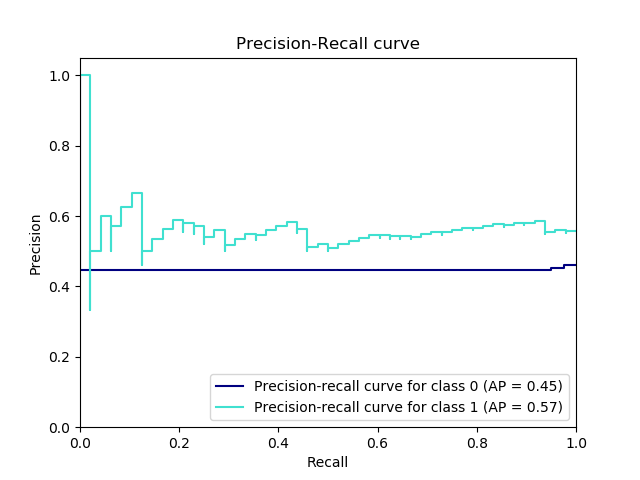 Precision-Recall curve
1.0
0.8
0.6
0.4
0.2
0.0
Precision
Precision-recall curve for class 0 (AP = 0.45)
Precision-recall curve for class 1 (AP = 0.57)
0.0 0.2 0.4 0.6 0.8 1.0
Recall